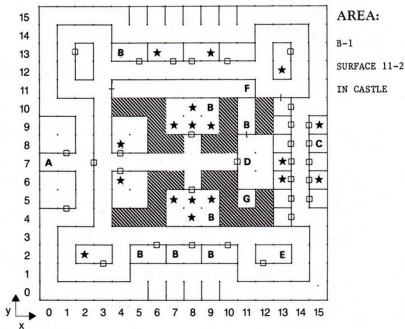 AREA:
15
B-1
14
13 B
SURFACE 11-2
12
IN CASTLE
11 F
10 B
9 B
8 C
7 A D
6
5 G
4 B
3
2 B B B E
1
0
y
0 1 2 3 4 5 6 7 8 9 10 11 12 13 14 15
x